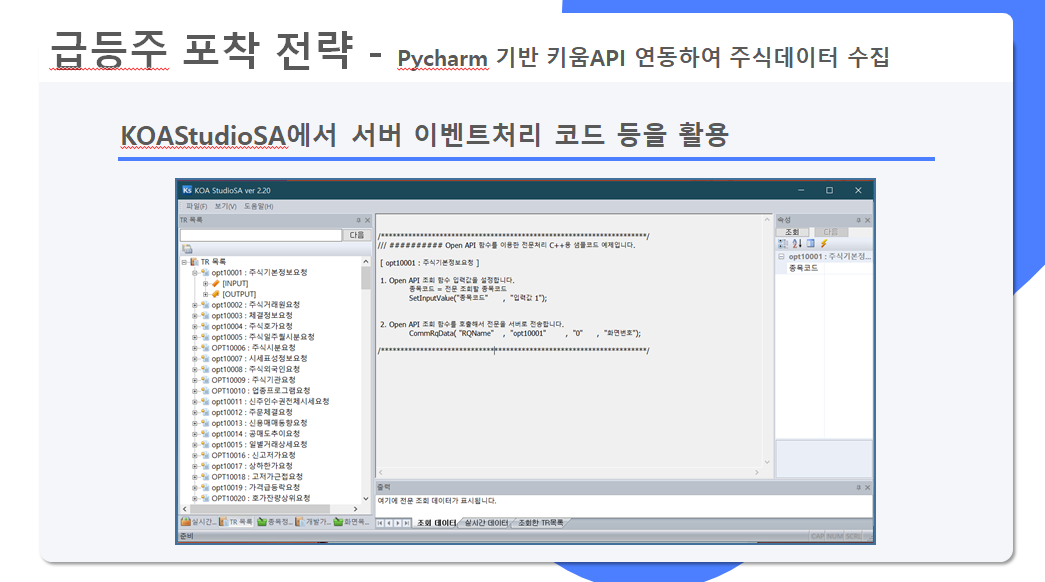 급등주 포착 전략 - Pycharm 기반 키움API 연동하여 주식데이터 수집
KOAStudioSA에서 서버 이벤트처리 코드 등을 활용
Ks KOA StudioSA ver 2.20
파일(F) 보기(V) 도움말(H)
TR 목록
다음
TR 목록
opt10001 : 주식기본정보요청
[INPUT]
[OUTPUT]
opt10002 : 주식거래원요청
opt10003 : 체결정보요청
opt10004 : 주식호가요청
opt10005 : 주식일주월시분요청
OPT10006 : 주식시분요청
opt10007 : 시세표성정보요청
opt10008 : 주식외국인요청
OPT10009 : 주식기관요청
OPT10010 : 업종프로그램요청
opt10011 : 신주인수권전체시세요청
opt10012 : 주문체결요청
opt10013 : 신용매매동향요청
opt10014 : 공매도추이요청
opt10015 : 일별거래상세요청
OPT10016 : 신고저가요청
opt10017 : 상하한가요청
OPT10018 : 고저가근접요청
opt10019 : 가격급등락요청
OPT10020 : 호가잔량상위요청
실시간... TR 목록 종목정... 개발가... 화면목...
/****************************************************************************/
/// ########## Open API 함수를 이용한 전문처리 C++용 샘플코드 예제입니다.
[ opt10001 : 주식기본정보요청 ]
1. Open API 조회 함수 입력값을 설정합니다.
종목코드 = 전문 조회할 종목코드
SetInputValue("종목코드" , "입력값 1");
2. Open API 조회 함수를 호출해서 전문을 서버로 전송합니다.
CommRqData( "RQName" , "opt10001" , "0" , "화면번호");
/****************************************************************************/
속성
조회 다음
opt10001 : 주식기본정...
종목코드
출력
여기에 전문 조회 데이터가 표시됩니다.
조회 데이터 실시간 데이터 조회한 TR목록
준비
CAP NUM SCRL